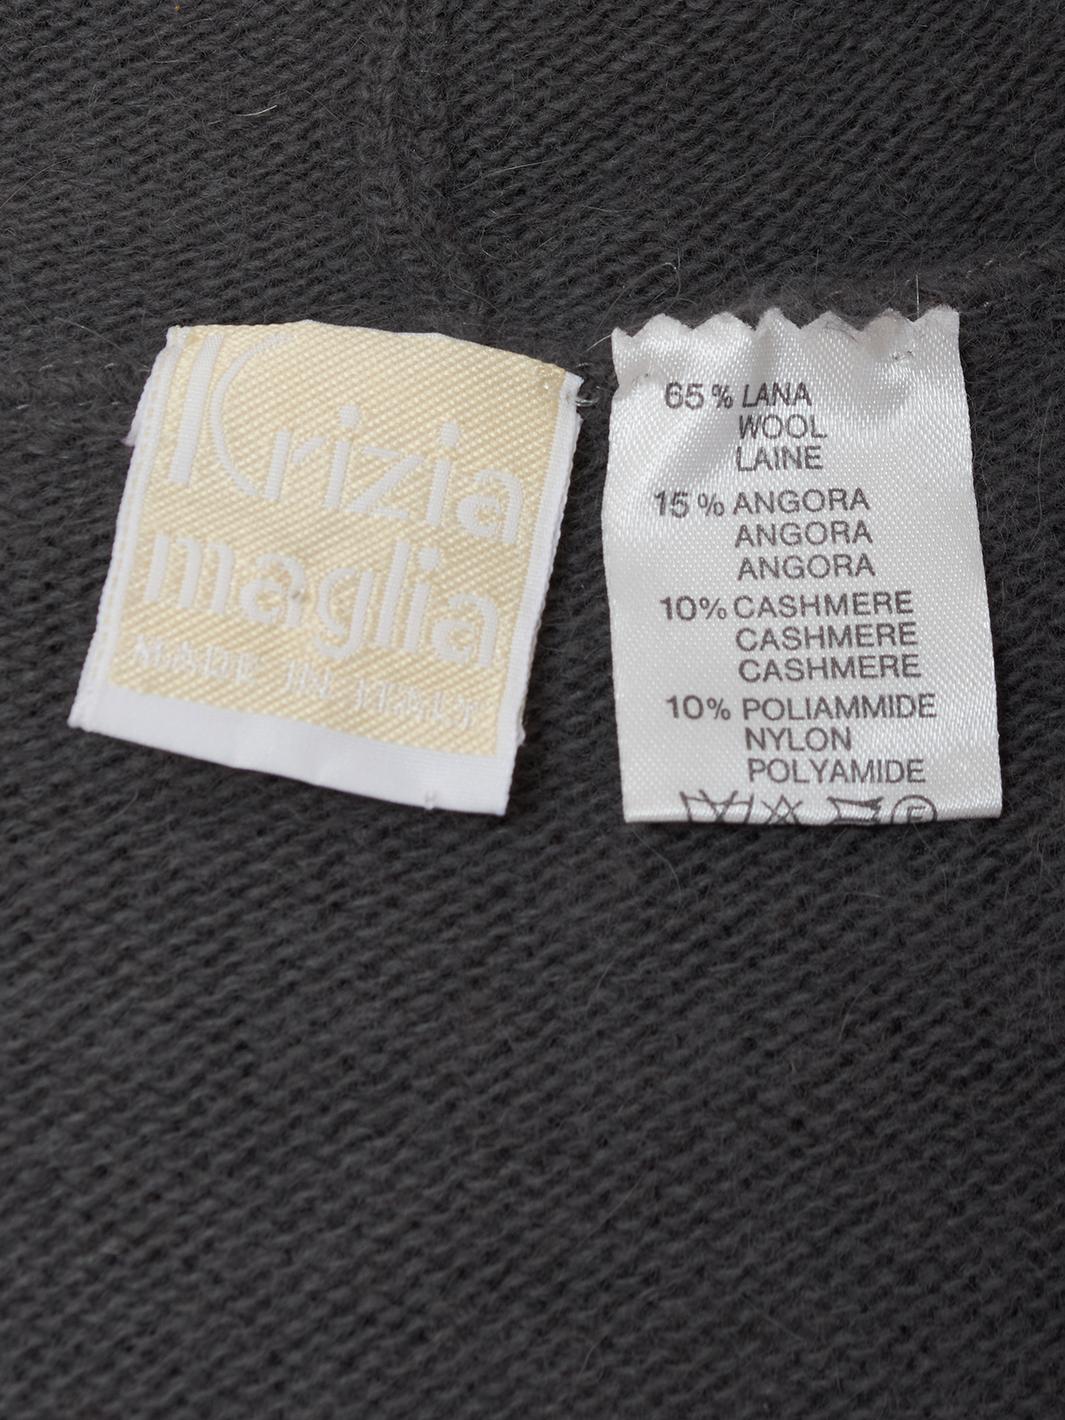 Krizia
maglia
MADE IN ITALY
65% LANA
WOOL
LAINE
15% ANGORA
ANGORA
ANGORA
10% CASHMERE
CASHMERE
CASHMERE
10% POLIAMMIDE
NYLON
POLYAMIDE